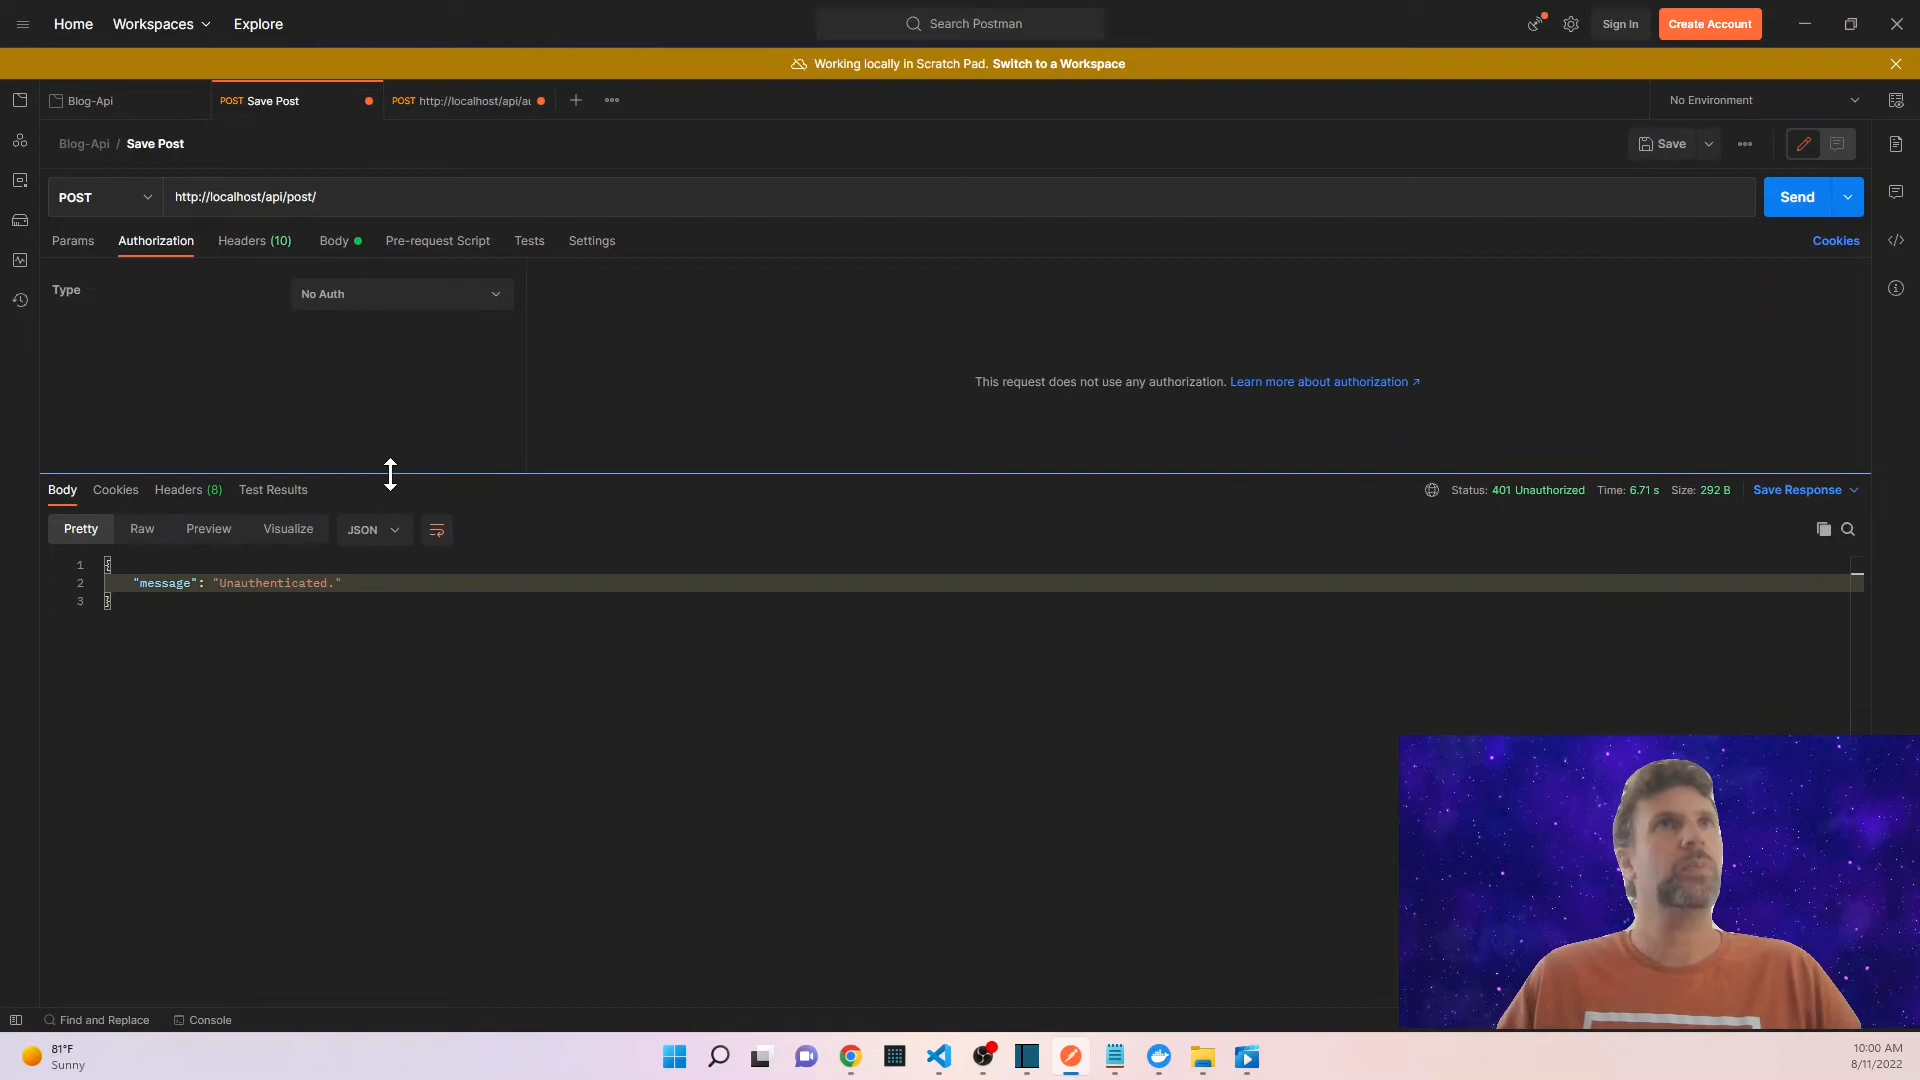 Home Workspaces Explore Search Postman Sign In Create Account
Working locally in Scratch Pad. Switch to a Workspace
Blog-Api POST Save Post POST http://localhost/api/au No Environment
Blog-Api / Save Post Save
POST http://localhost/api/post/ Send
Params Authorization Headers (10) Body Pre-request Script Tests Settings Cookies
Type No Auth
This request does not use any authorization. Learn more about authorization ↗
Body Cookies Headers (8) Test Results Status: 401 Unauthorized Time: 6.71 s Size: 292 B Save Response
Pretty Raw Preview Visualize JSON
1 {
2 "message": "Unauthenticated."
3 }
Find and Replace Console
81°F
Sunny
10:00 AM
8/11/2022